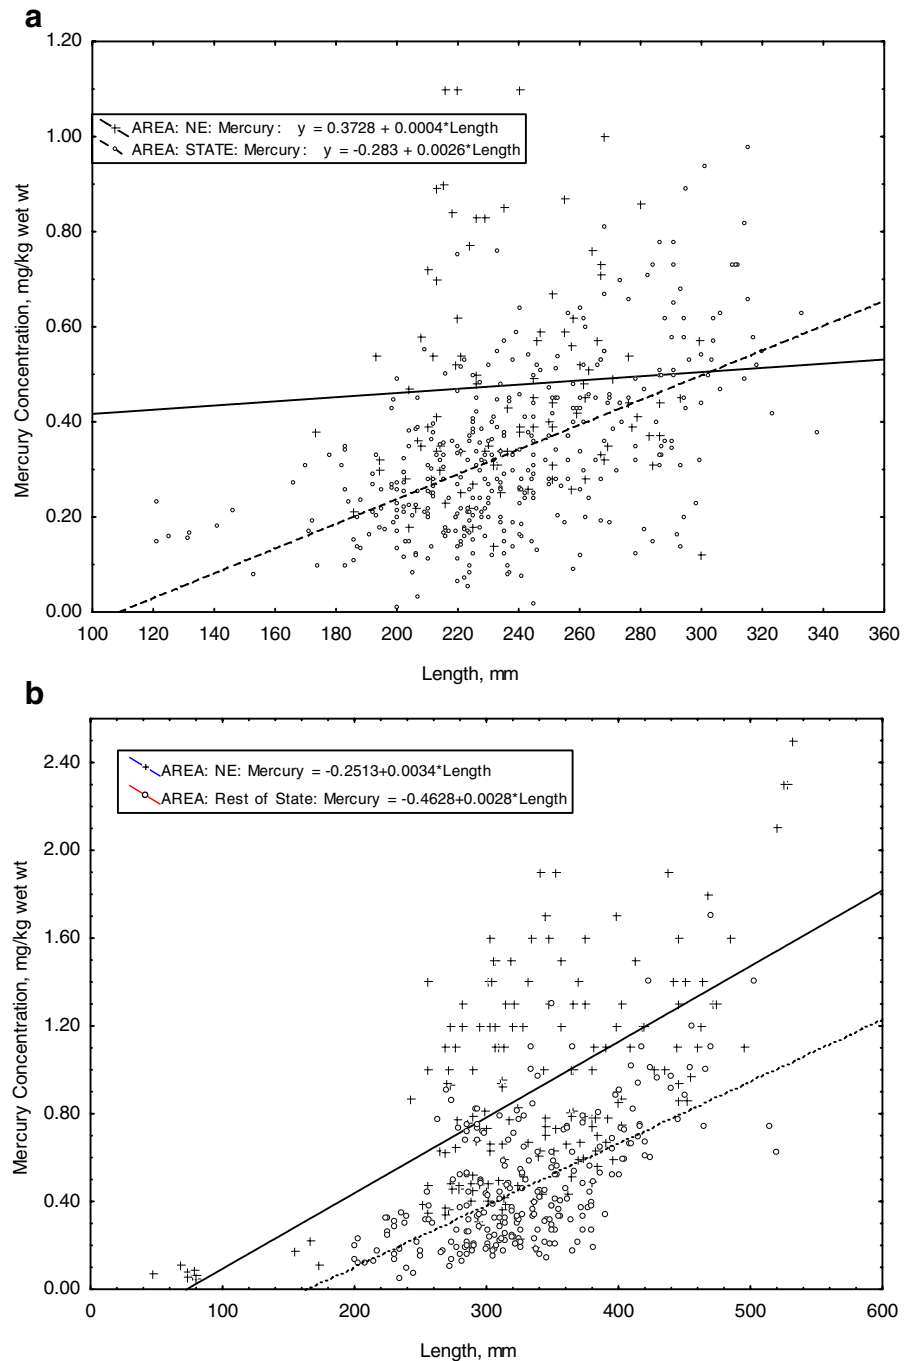 a
1.20
1.00
0.80
0.60
0.40
0.20
0.00
AREA: NE: Mercury: y = 0.3728 + 0.0004*Length
AREA: STATE: Mercury: y = -0.283 + 0.0026*Length
Mercury Concentration, mg/kg wet wt
100 120 140 160 180 200 220 240 260 280 300 320 340 360
Length, mm
b
2.40
2.00
1.60
1.20
0.80
0.40
0.00
AREA: NE: Mercury = -0.2513+0.0034*Length
AREA: Rest of State: Mercury = -0.4628+0.0028*Length
Mercury Concentration, mg/kg wet wt
0 100 200 300 400 500 600
Length, mm